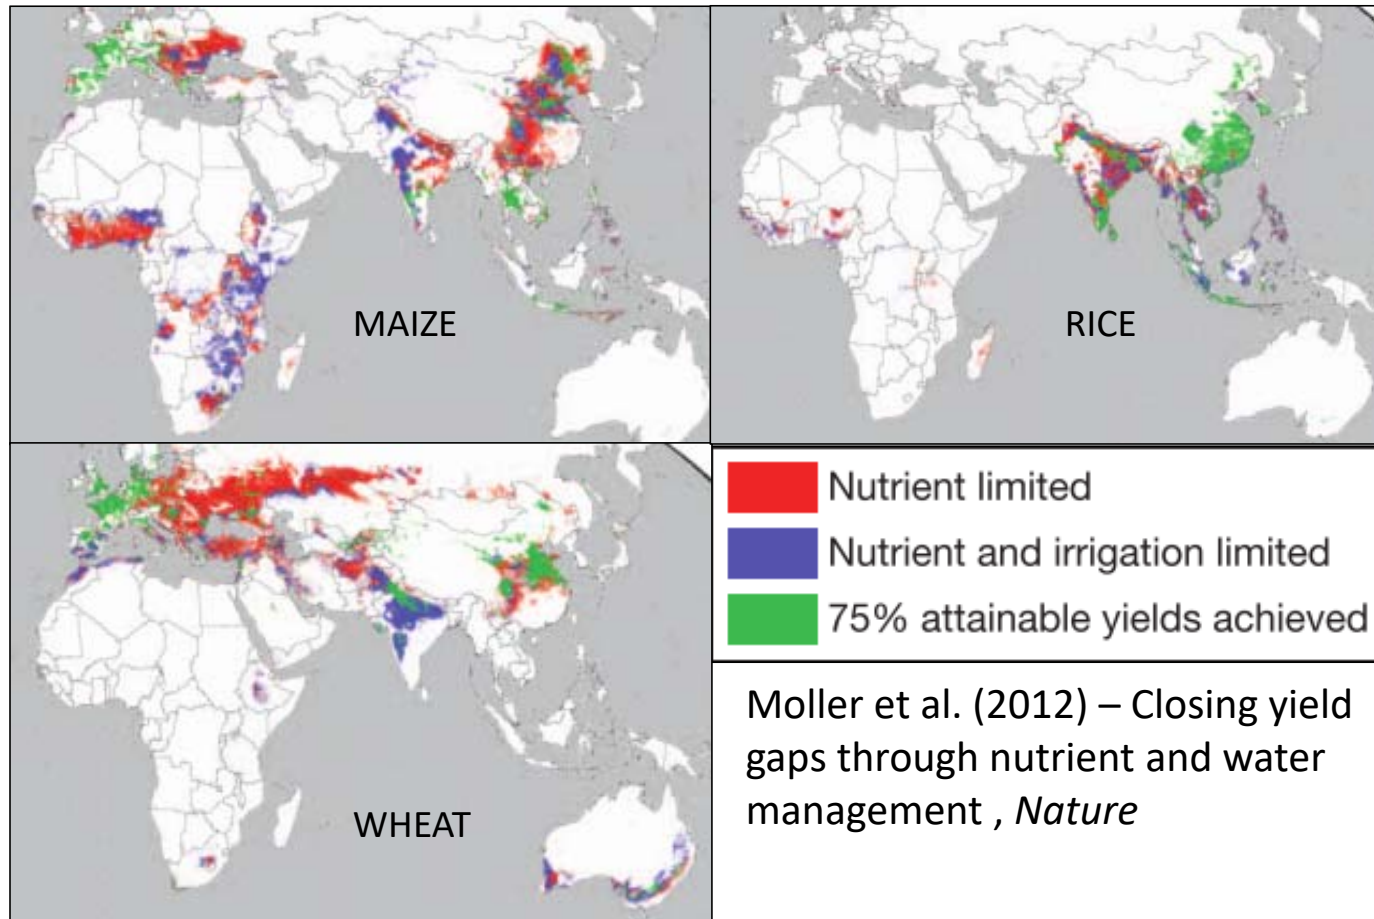 MAIZE
RICE
WHEAT
Nutrient limited
Nutrient and irrigation limited
75% attainable yields achieved
Moller et al. (2012) – Closing yield
gaps through nutrient and water
management , Nature